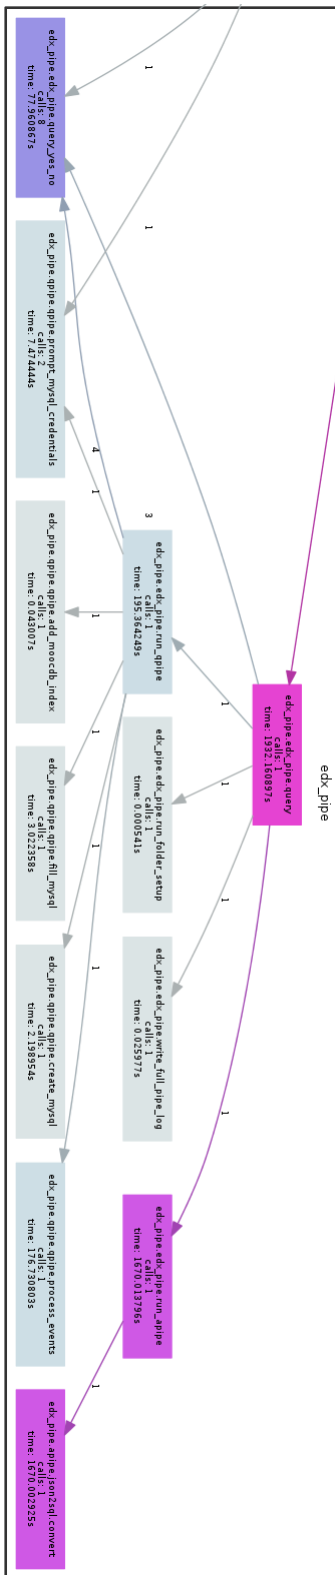 edx_pipe
edx_pipe.edx_pipe.query
calls: 1
time: 1932.160897s
1
1
1
1
3
edx_pipe.edx_pipe.run_qpipe
calls: 1
time: 195.364249s
edx_pipe.edx_pipe.run_folder_setup
calls: 1
time: 0.000541s
edx_pipe.edx_pipe.write_full_pipe_log
calls: 1
time: 0.025977s
edx_pipe.edx_pipe.run_apipe
calls: 1
time: 1670.013796s
1
1
4
1
1
1
1
1
1
edx_pipe.edx_pipe.query_yes_no
calls: 8
time: 77.960867s
edx_pipe.qpipe.qpipe.prompt_mysql_credentials
calls: 2
time: 7.474444s
edx_pipe.qpipe.qpipe.add_moocdb_index
calls: 1
time: 0.043007s
edx_pipe.qpipe.qpipe.fill_mysql
calls: 1
time: 3.022358s
edx_pipe.qpipe.qpipe.create_mysql
calls: 1
time: 2.198954s
edx_pipe.qpipe.qpipe.process_events
calls: 1
time: 176.730803s
edx_pipe.apipe.json2sql.convert
calls: 1
time: 1670.002925s